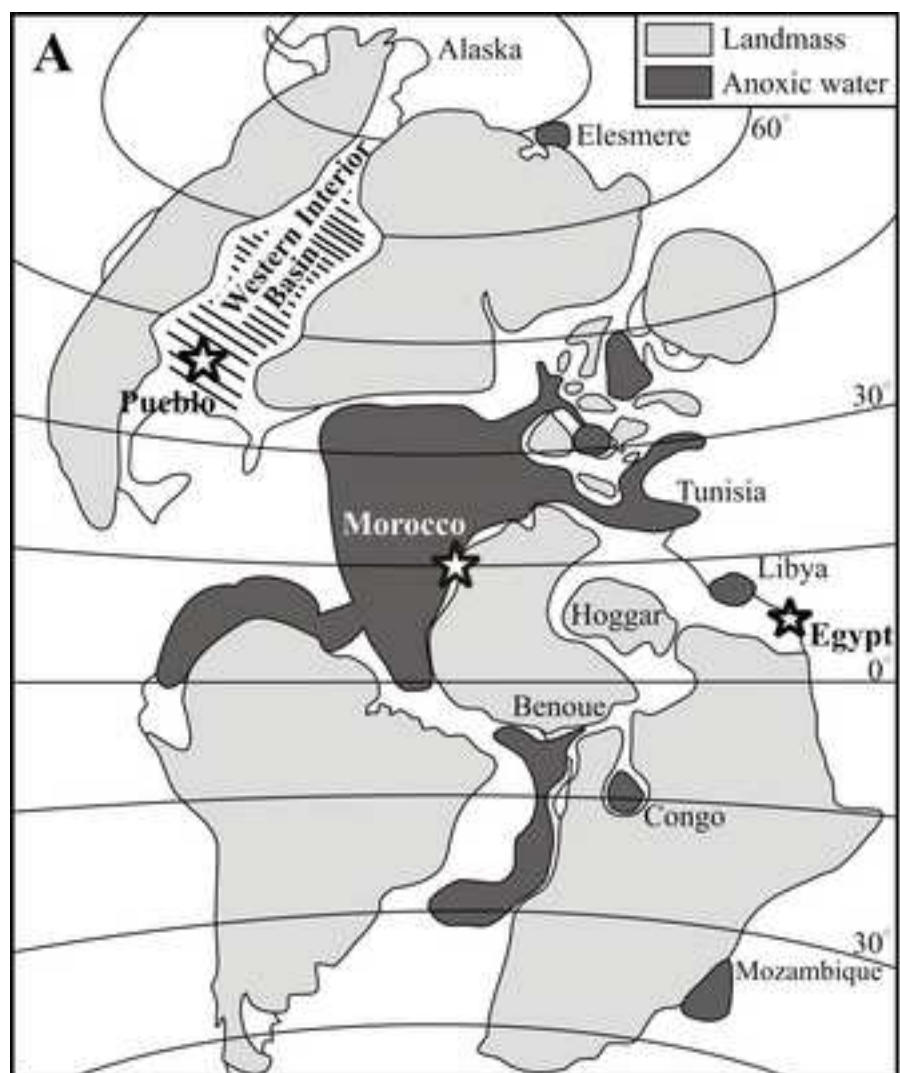 A
Landmass
Anoxic water
Alaska
60°
Elesmere
Western Interior
Basin
Pueblo
30°
Tunisia
Morocco
Libya
Hoggar
Egypt
0°
Benoue
Congo
30°
Mozambique